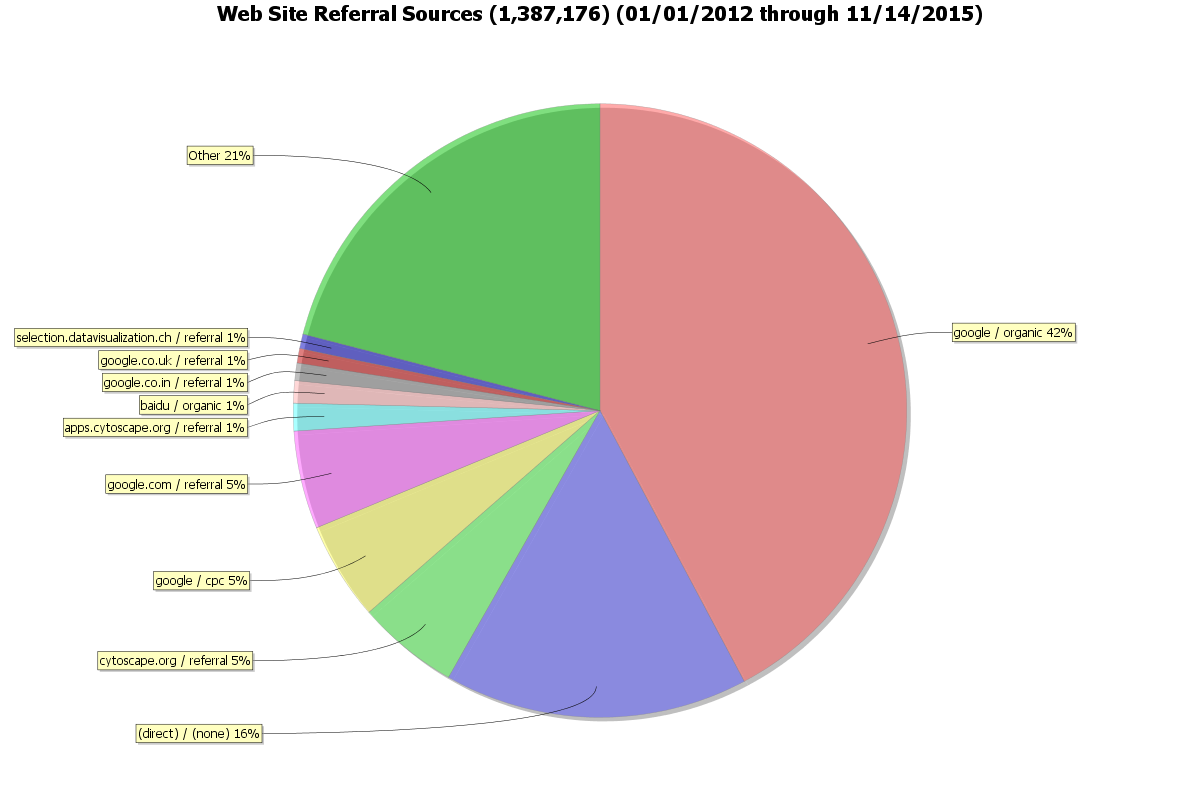 Web Site Referral Sources (1,387,176) (01/01/2012 through 11/14/2015)
Other 21%
google / organic 42%
selection.datavisualization.ch / referral 1%
google.co.uk / referral 1%
google.co.in / referral 1%
baidu / organic 1%
apps.cytoscape.org / referral 1%
google.com / referral 5%
google / cpc 5%
cytoscape.org / referral 5%
(direct) / (none) 16%